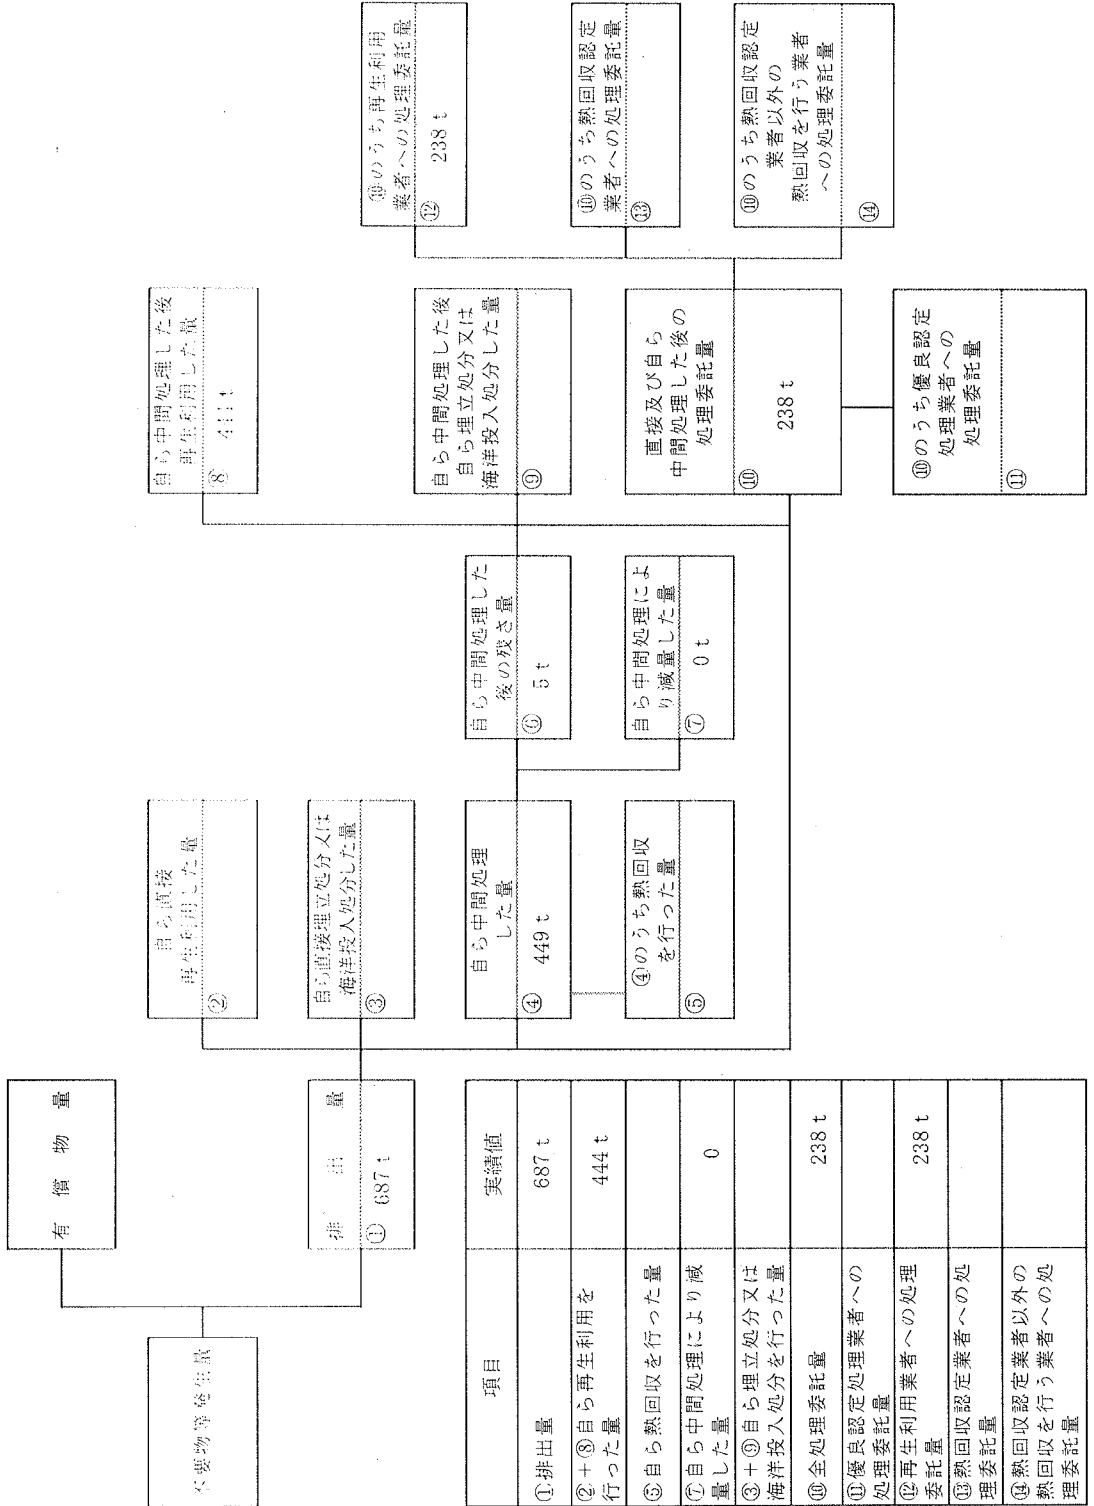 不要物等発生量
有償物量
排出量
① 687t
自ら直接
再生利用した量
②
自ら直接埋立処分又は
海洋投入処分した量
③
自ら中間処理
した量
④ 449t
④のうち熱回収
を行った量
⑤
自ら中間処理した
後の残さ量
⑥ 5t
自ら中間処理によ
り減量した量
⑦ 0t
自ら中間処理した後
再生利用した量
⑧ 444t
自ら中間処理した後
自ら埋立処分又は
海洋投入処分した量
⑨
直接及び自ら
中間処理した後の
処理委託量
⑩ 238t
⑩のうち優良認定
処理業者への
処理委託量
⑪
⑩のうち再生利用
業者への処理委託量
⑫ 238t
⑩のうち熱回収認定
業者への処理委託量
⑬
⑩のうち熱回収認定
業者以外の
熱回収を行う業者
への処理委託量
⑭
項目 実績値
①排出量 687t
②+⑧自ら再生利用を
行った量 444t
⑤自ら熱回収を行った量
⑦自ら中間処理により減
量した量 0
③+⑨自ら埋立処分又は
海洋投入処分を行った量
⑩全処理委託量 238t
⑪優良認定処理業者への
処理委託量
⑫再生利用業者への処理
委託量 238t
⑬熱回収認定業者への処
理委託量
⑭熱回収認定業者以外の
熱回収を行う業者への処
理委託量